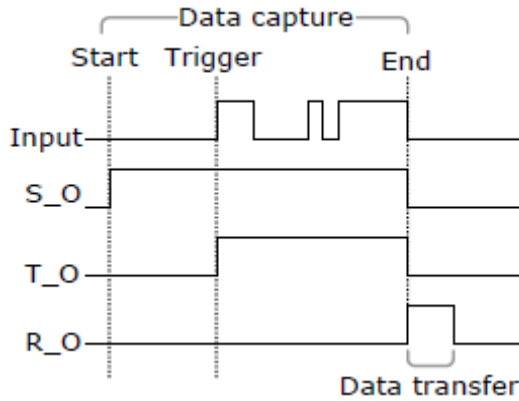 Data capture
Start Trigger End
Input
S_O
T_O
R_O
Data transfer